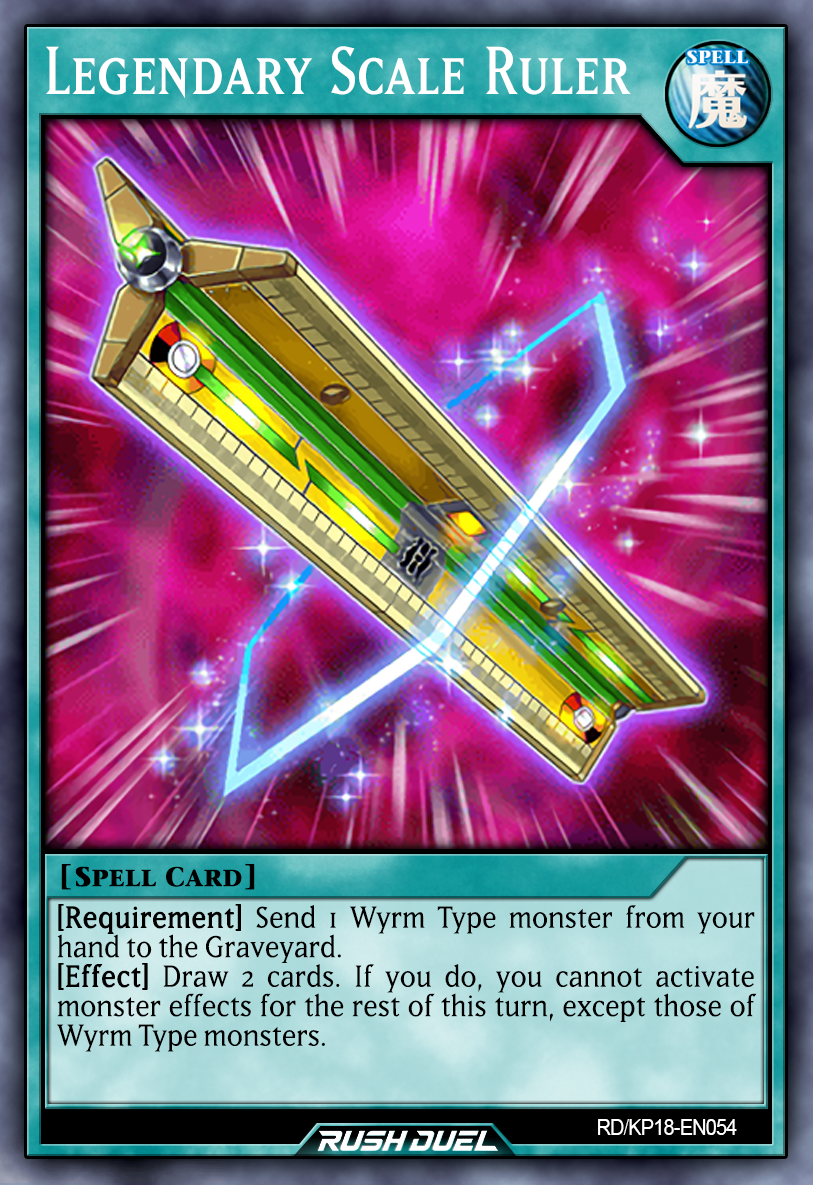 Legendary Scale Ruler
SPELL
魔
[Spell Card]
[Requirement] Send 1 Wyrm Type monster from your
hand to the Graveyard.
[Effect] Draw 2 cards. If you do, you cannot activate
monster effects for the rest of this turn, except those of
Wyrm Type monsters.
RD/KP18-EN054
RUSH DUEL